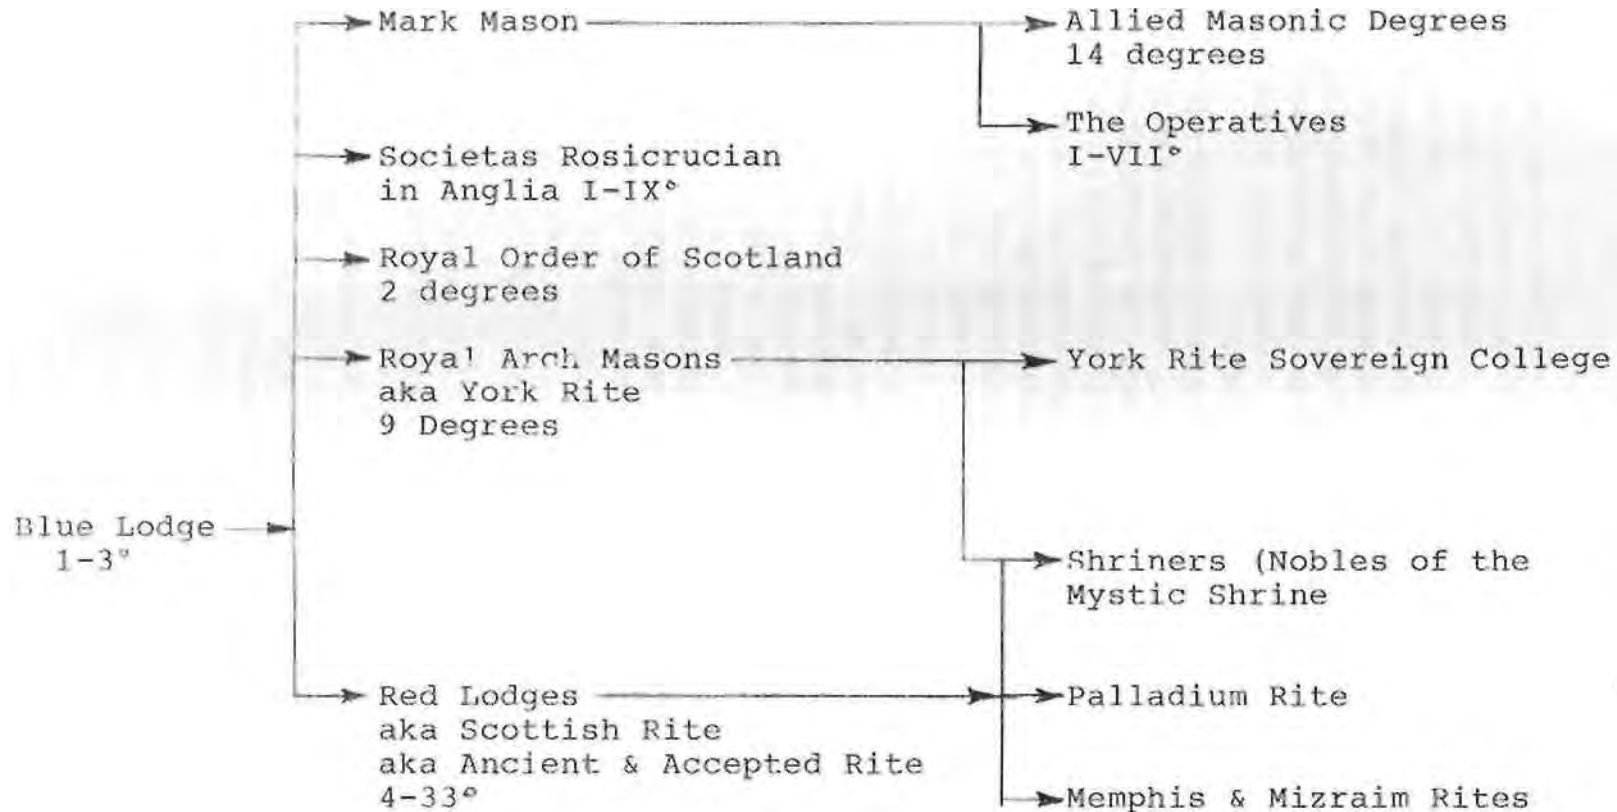 Mark Mason
Allied Masonic Degrees
14 degrees
The Operatives
I-VII°
Societas Rosicrucian
in Anglia I-IX°
Royal Order of Scotland
2 degrees
Royal Arch Masons
aka York Rite
9 Degrees
York Rite Sovereign College
Blue Lodge
1-3°
Shriners (Nobles of the
Mystic Shrine
Red Lodges
aka Scottish Rite
aka Ancient & Accepted Rite
4-33°
Palladium Rite
Memphis & Mizraim Rites